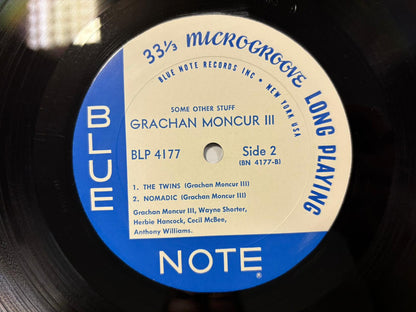 33 1/3 MICROGROOVE LONG PLAYING
BLUE NOTE RECORDS INC • NEW YORK USA
SOME OTHER STUFF
GRACHAN MONCUR III
BLP 4177
Side 2
(BN 4177-B)
1. THE TWINS (Grachan Moncur III)
2. NOMADIC (Grachan Moncur III)
Grachan Moncur III, Wayne Shorter,
Herbie Hancock, Cecil McBee,
Anthony Williams.
BLUE
NOTE®